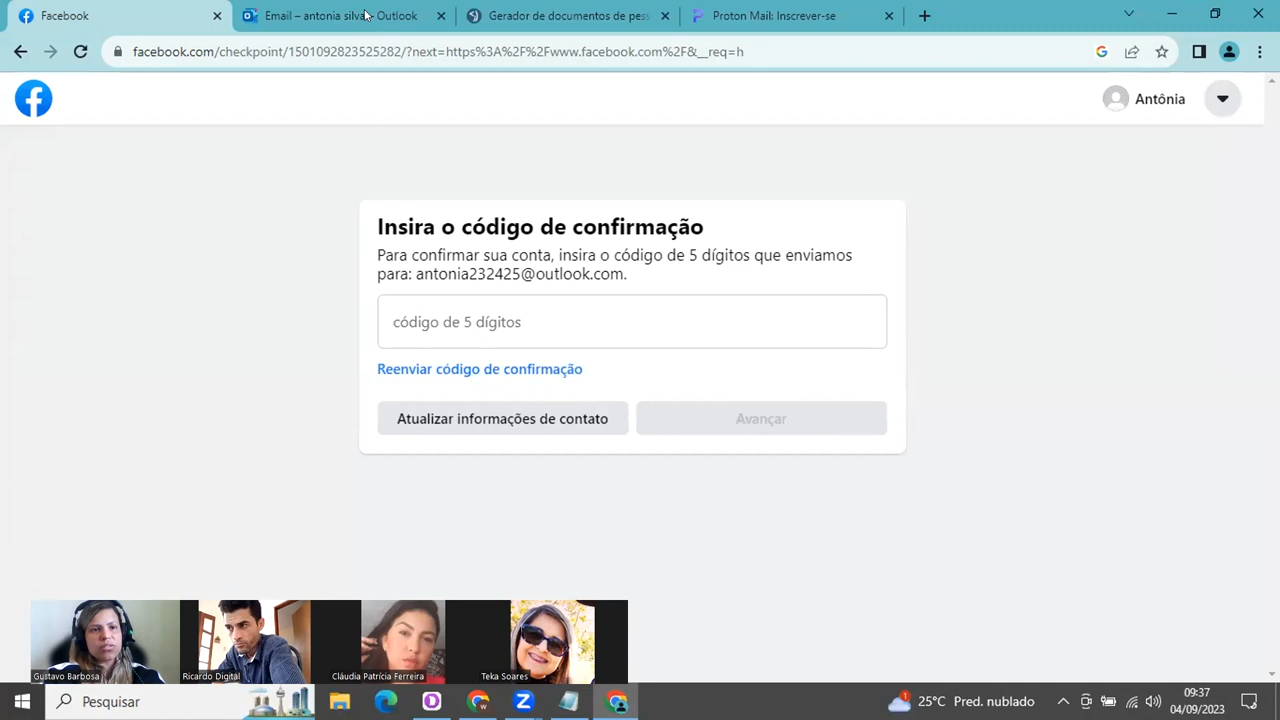 Facebook
Email – antonia silva - Outlook
Gerador de documentos de pess
Proton Mail: Inscrever-se
facebook.com/checkpoint/1501092823525282/?next=https%3A%2F%2Fwww.facebook.com%2F&__req=h
Antônia
Insira o código de confirmação
Para confirmar sua conta, insira o código de 5 dígitos que enviamos
para: antonia232425@outlook.com.
código de 5 dígitos
Reenviar código de confirmação
Atualizar informações de contato
Avançar
Gustavo Barbosa
Ricardo Digital
Cláudia Patrícia Ferreira
Teka Soares
Pesquisar
1
25°C Pred. nublado
09:37
04/09/2023